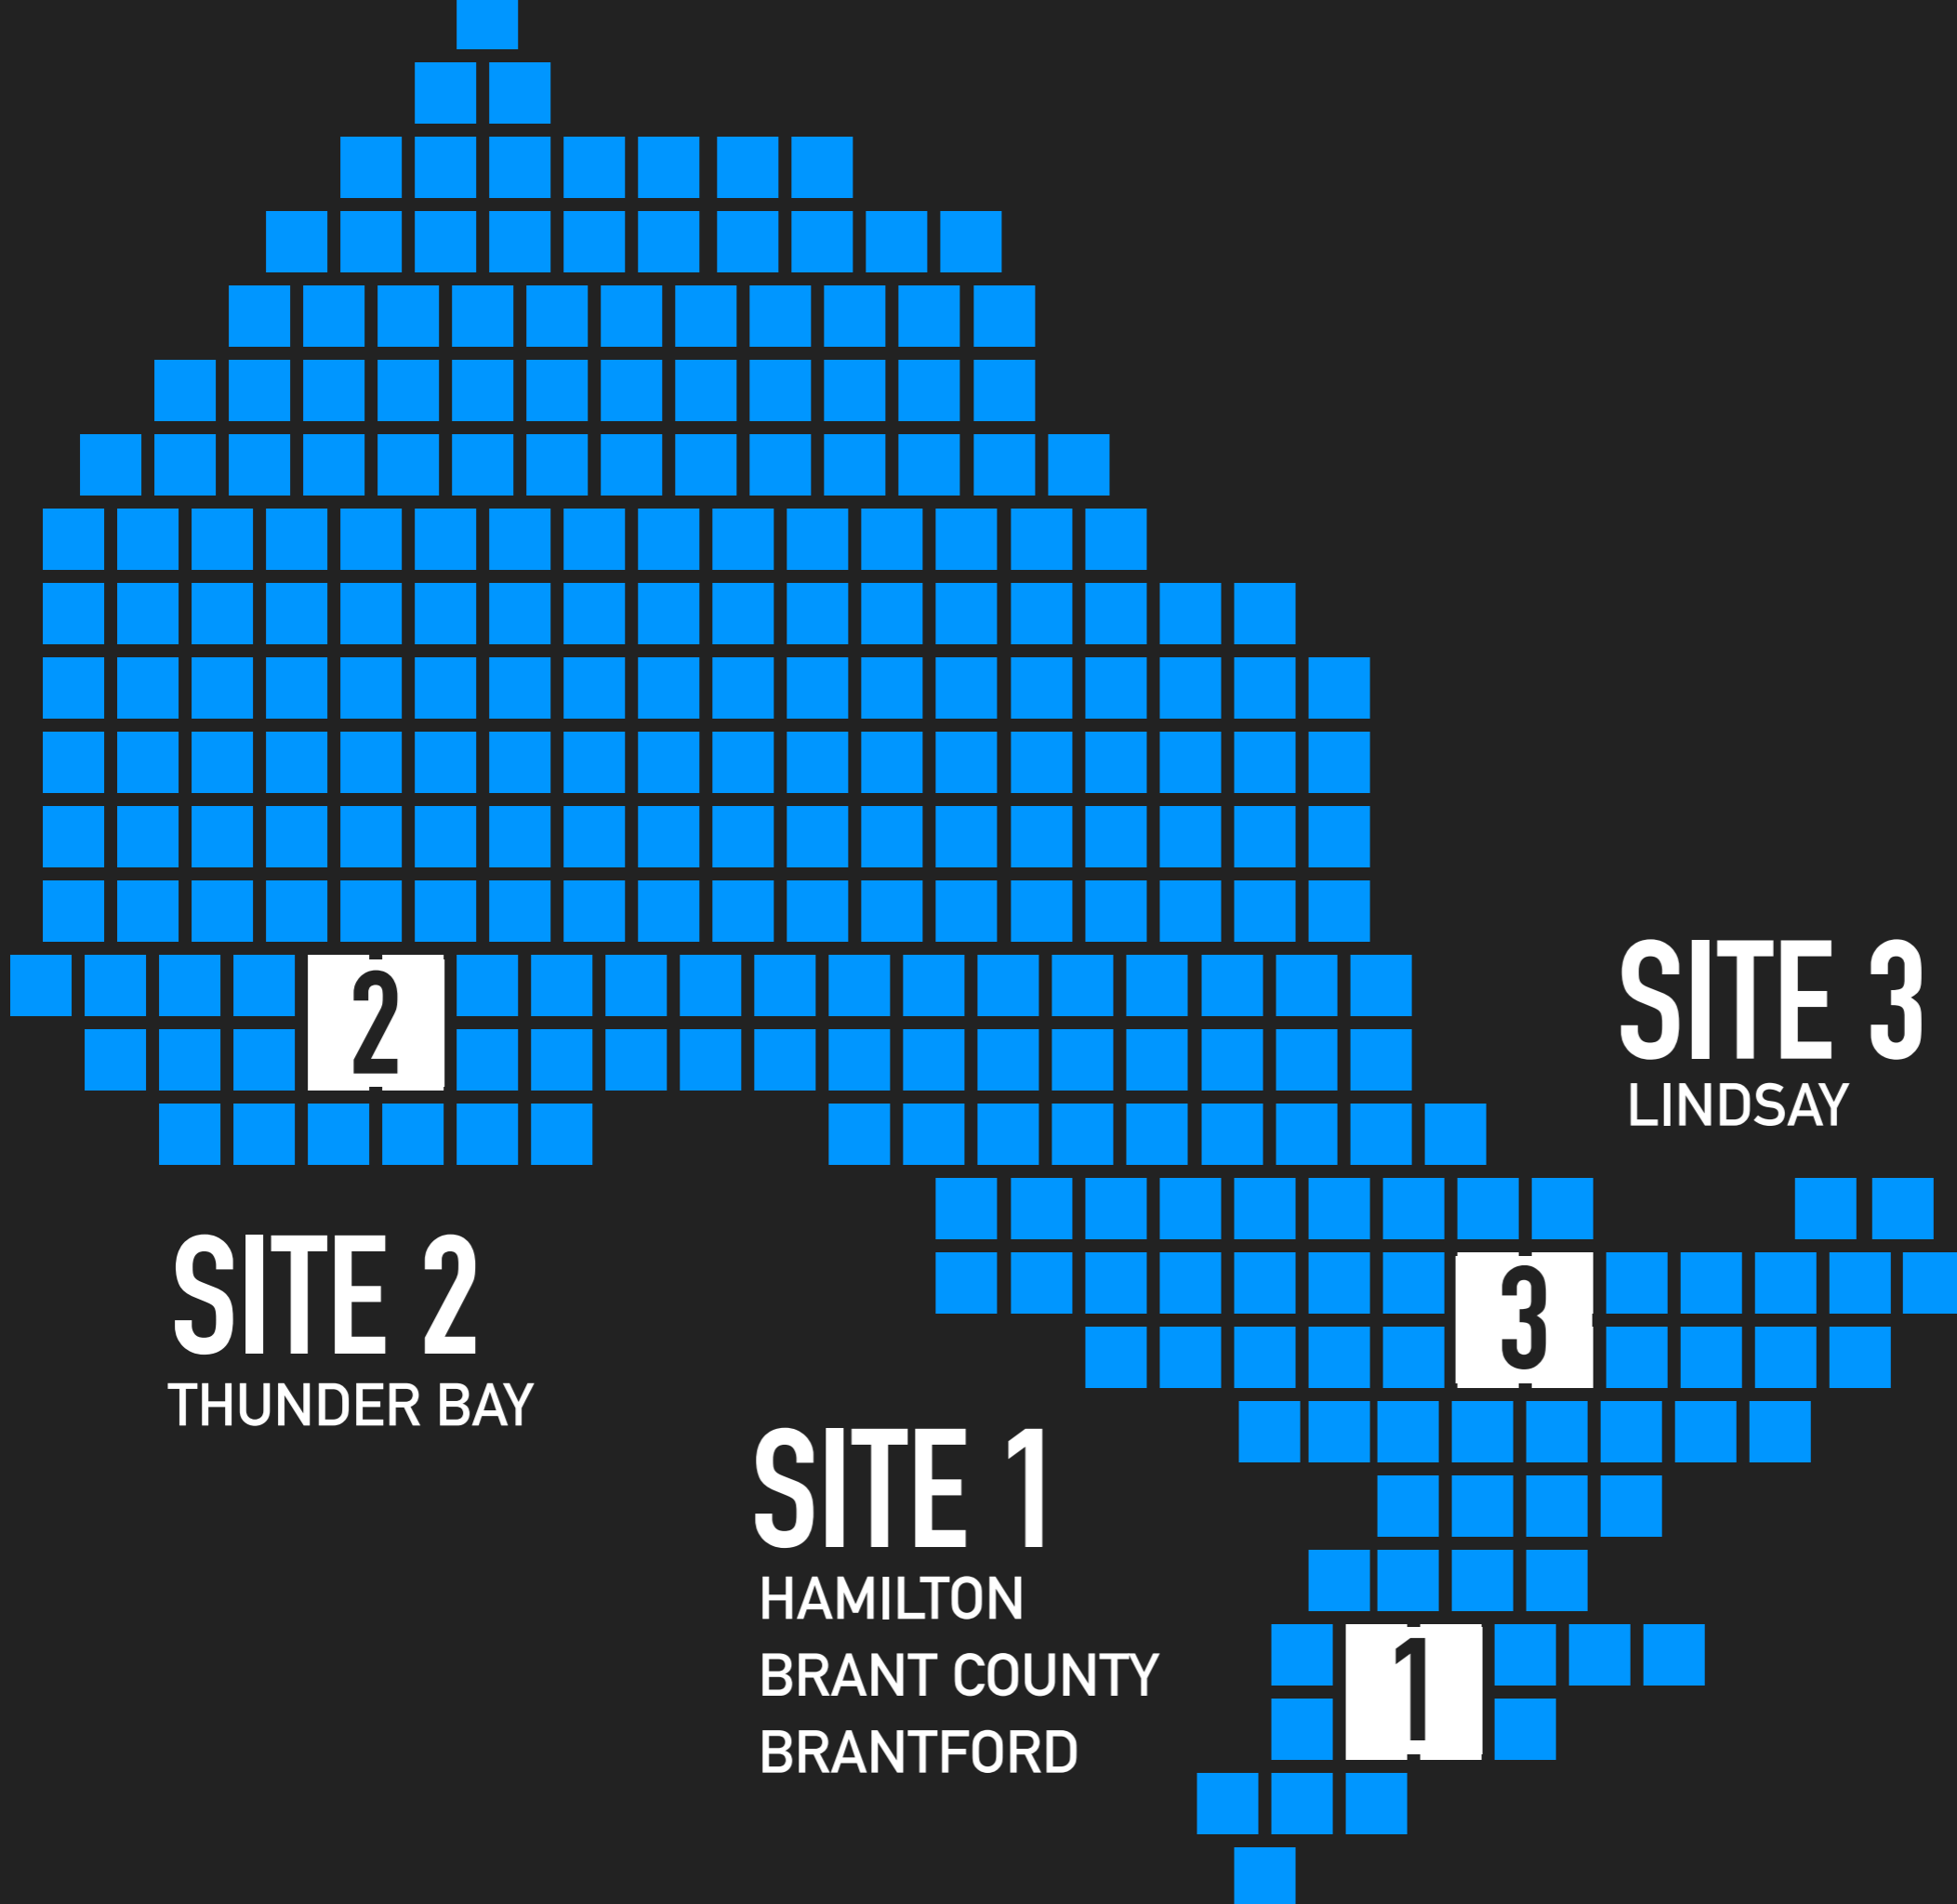 2
SITE 3
LINDSAY
SITE 2
THUNDER BAY
3
SITE 1
HAMILTON
BRANT COUNTY
BRANTFORD
1